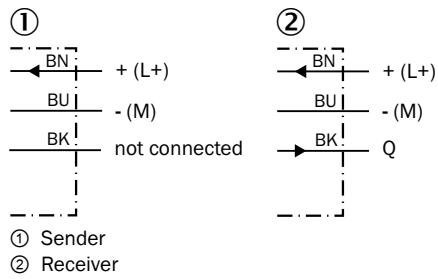 ① ②
BN + (L+) BN + (L+)
BU - (M) BU - (M)
BK not connected BK Q
① Sender
② Receiver